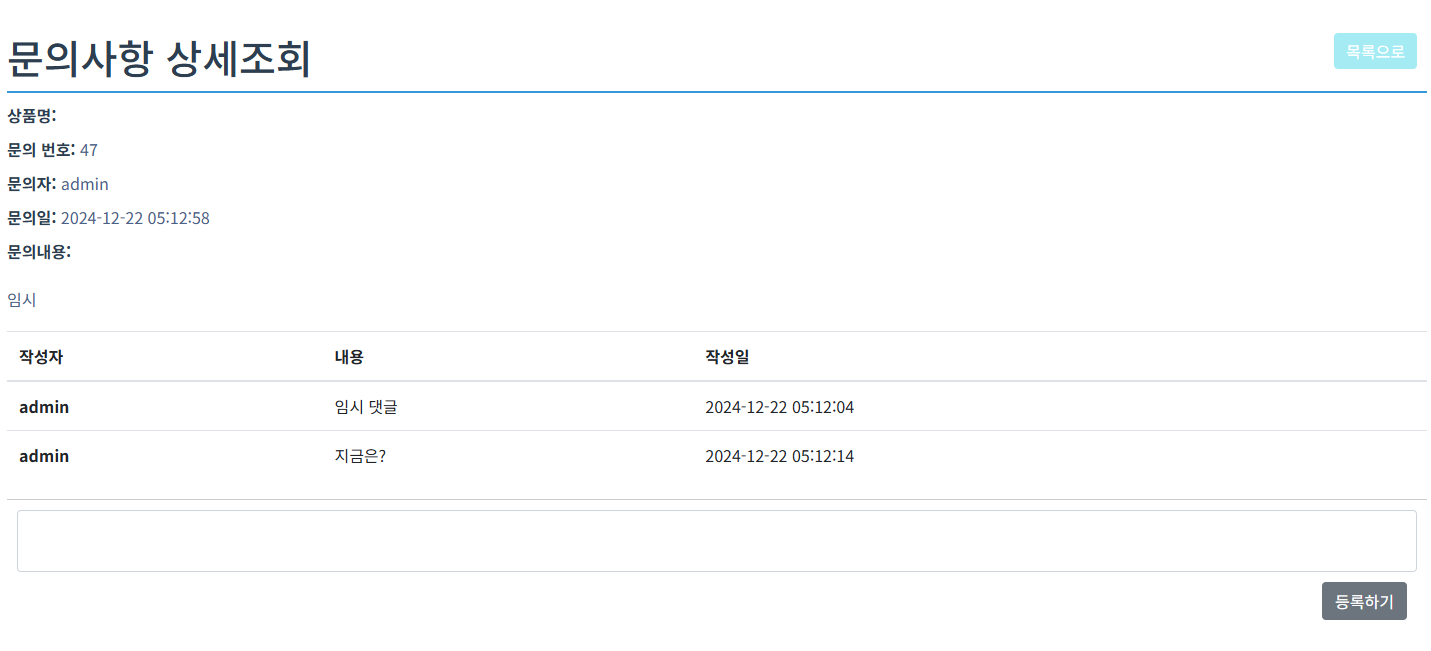 문의사항 상세조회
목록으로
상품명:
문의 번호: 47
문의자: admin
문의일: 2024-12-22 05:12:58
문의내용:
임시
작성자 내용 작성일
admin 임시 댓글 2024-12-22 05:12:04
admin 지금은? 2024-12-22 05:12:14
등록하기